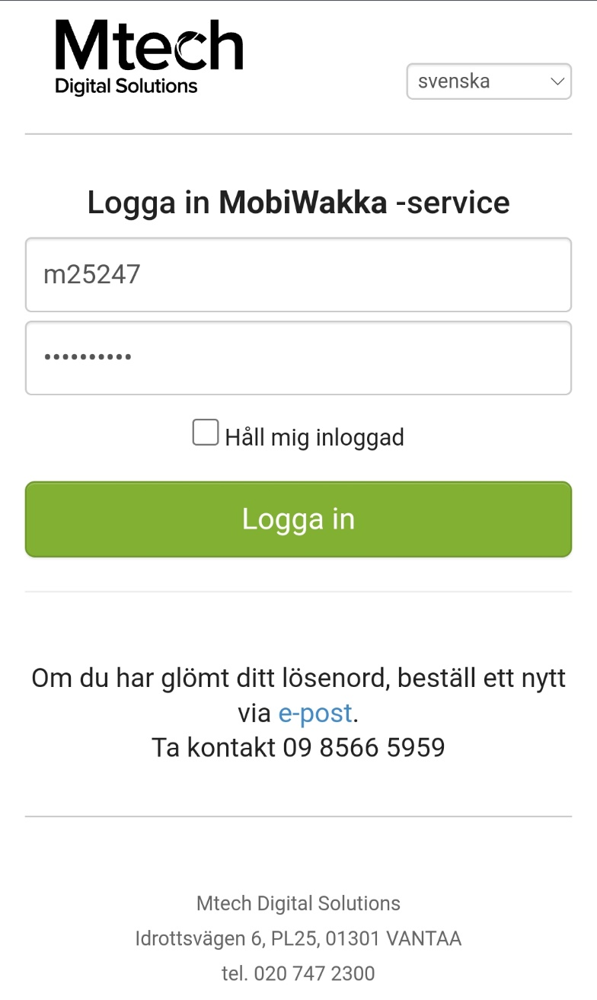 Mtech
Digital Solutions
svenska
Logga in MobiWakka -service
m25247
••••••••••
Håll mig inloggad
Logga in
Om du har glömt ditt lösenord, beställ ett nytt
via e-post.
Ta kontakt 09 8566 5959
Mtech Digital Solutions
Idrottsvägen 6, PL25, 01301 VANTAA
tel. 020 747 2300